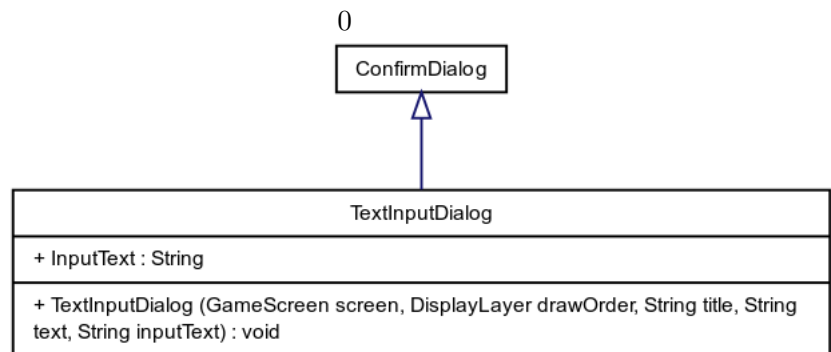 0
ConfirmDialog
TextInputDialog
+ InputText : String
+ TextInputDialog (GameScreen screen, DisplayLayer drawOrder, String title, String
text, String inputText) : void